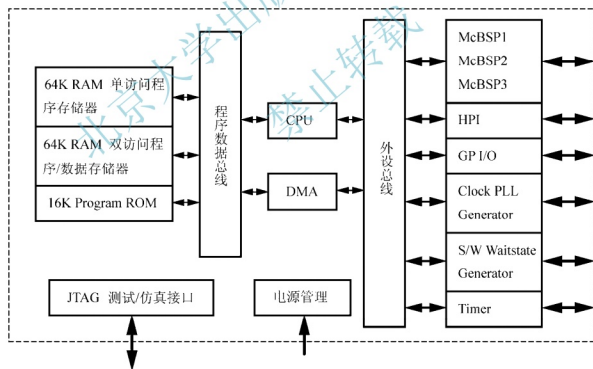 64K RAM 单访问程
序存储器
64K RAM 双访问程
序/数据存储器
16K Program ROM
程序数据总线
CPU
DMA
外设总线
McBSP1
McBSP2
McBSP3
HPI
GP I/O
Clock PLL
Generator
S/W Waitstate
Generator
Timer
JTAG 测试/仿真接口
电源管理
北京大学出版
禁止转载